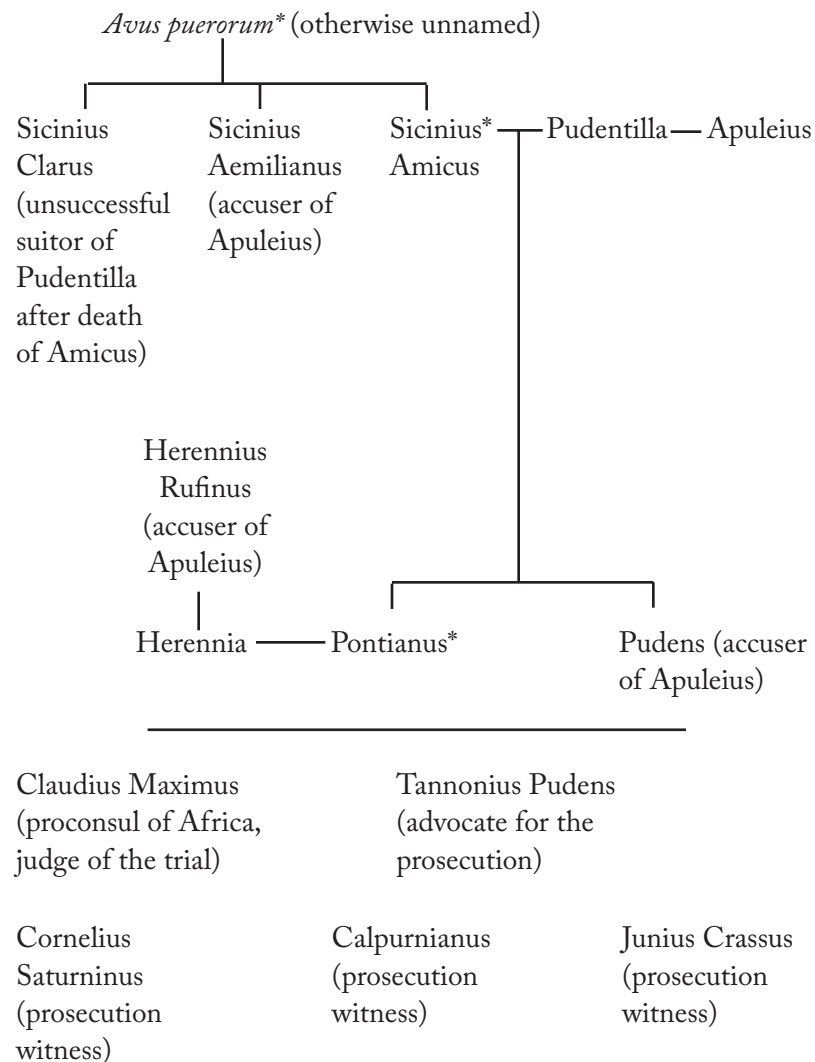 Avus puerorum* (otherwise unnamed)
Sicinius
Clarus
(unsuccessful
suitor of
Pudentilla
after death
of Amicus)
Sicinius
Aemilianus
(accuser of
Apuleius)
Sicinius*
Amicus
Pudentilla
Apuleius
Herennius
Rufinus
(accuser of
Apuleius)
Herennia
Pontianus*
Pudens (accuser
of Apuleius)
Claudius Maximus
(proconsul of Africa,
judge of the trial)
Tannonius Pudens
(advocate for the
prosecution)
Cornelius
Saturninus
(prosecution
witness)
Calpurnianus
(prosecution
witness)
Junius Crassus
(prosecution
witness)